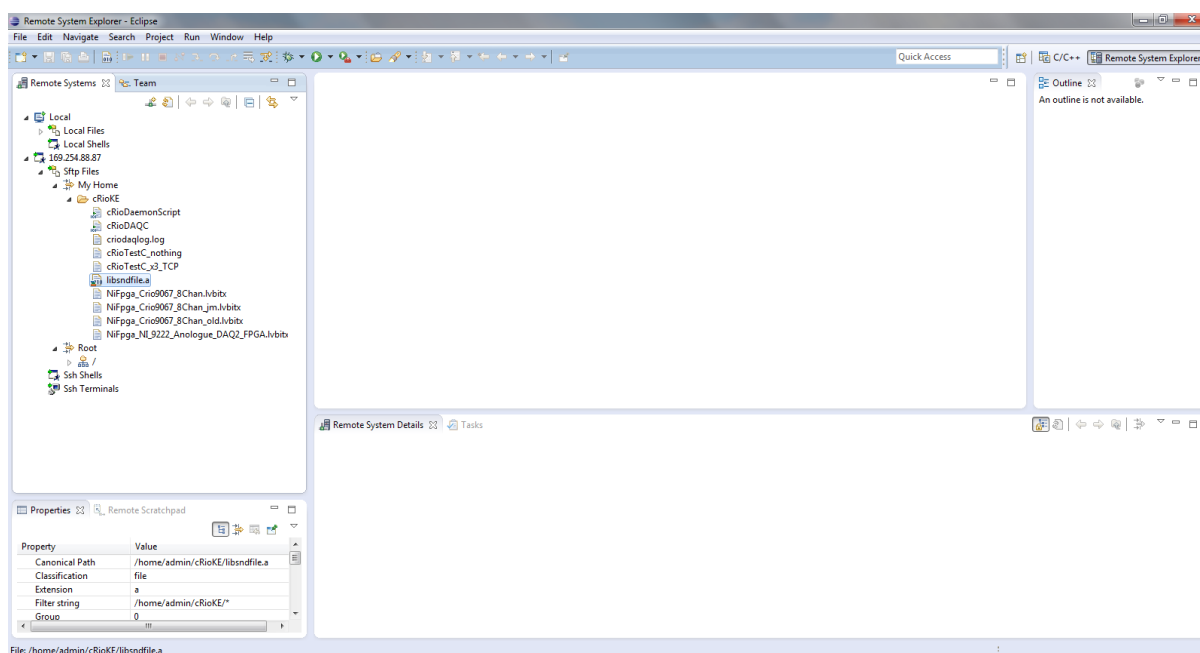 Remote System Explorer - Eclipse
File Edit Navigate Search Project Run Window Help
Quick Access
C/C++
Remote System Explorer
Remote Systems
Team
Local
Local Files
Local Shells
169.254.88.87
Sftp Files
My Home
cRioKE
cRioDaemonScript
cRioDAQC
criodaqlog.log
cRioTestC_nothing
cRioTestC_x3_TCP
libsndfile.a
NiFpga_Crio9067_8Chan.lvbitx
NiFpga_Crio9067_8Chan_jm.lvbitx
NiFpga_Crio9067_8Chan_old.lvbitx
NiFpga_NI_9222_Anologue_DAQ2_FPGA.lvbitx
Root
/
Ssh Shells
Ssh Terminals
Outline
An outline is not available.
Remote System Details
Tasks
Properties
Remote Scratchpad
Property Value
Canonical Path /home/admin/cRioKE/libsndfile.a
Classification file
Extension a
Filter string /home/admin/cRioKE/*
Group 0
File: /home/admin/cRioKE/libsndfile.a